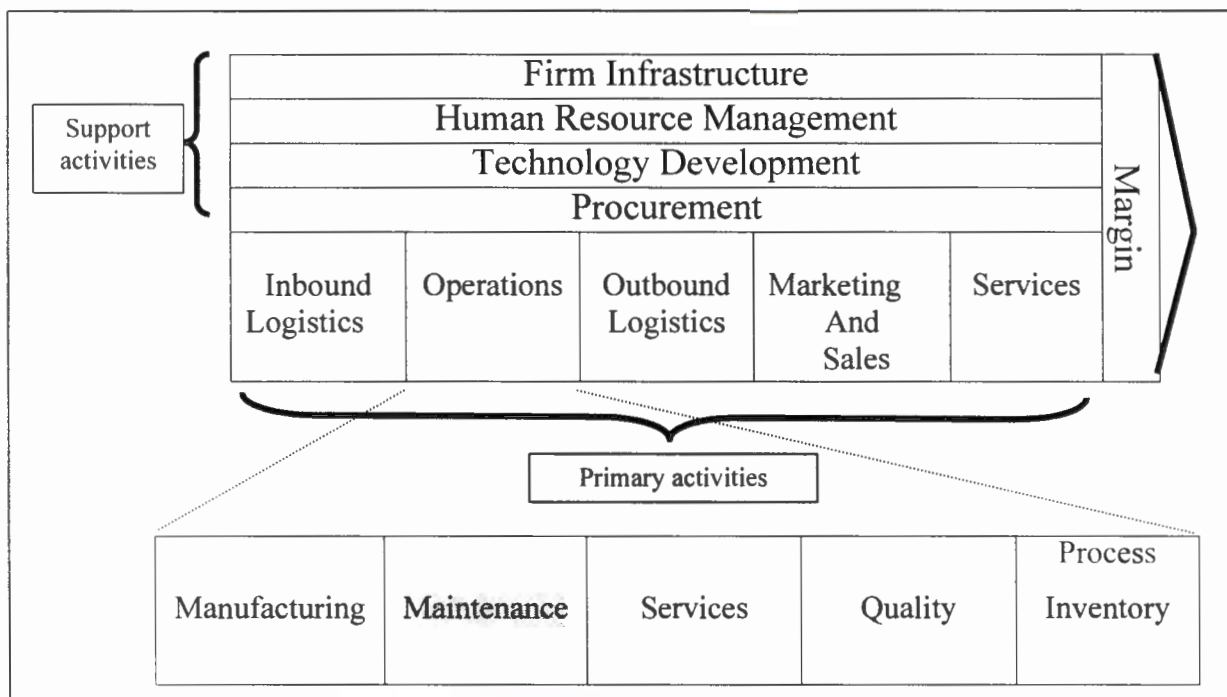 Firm Infrastructure
Support
activities
Human Resource Management
Technology Development
Procurement
Margin
Inbound
Logistics
Operations
Outbound
Logistics
Marketing
And
Sales
Services
Primary activities
Manufacturing
Maintenance
Services
Quality
Process
Inventory